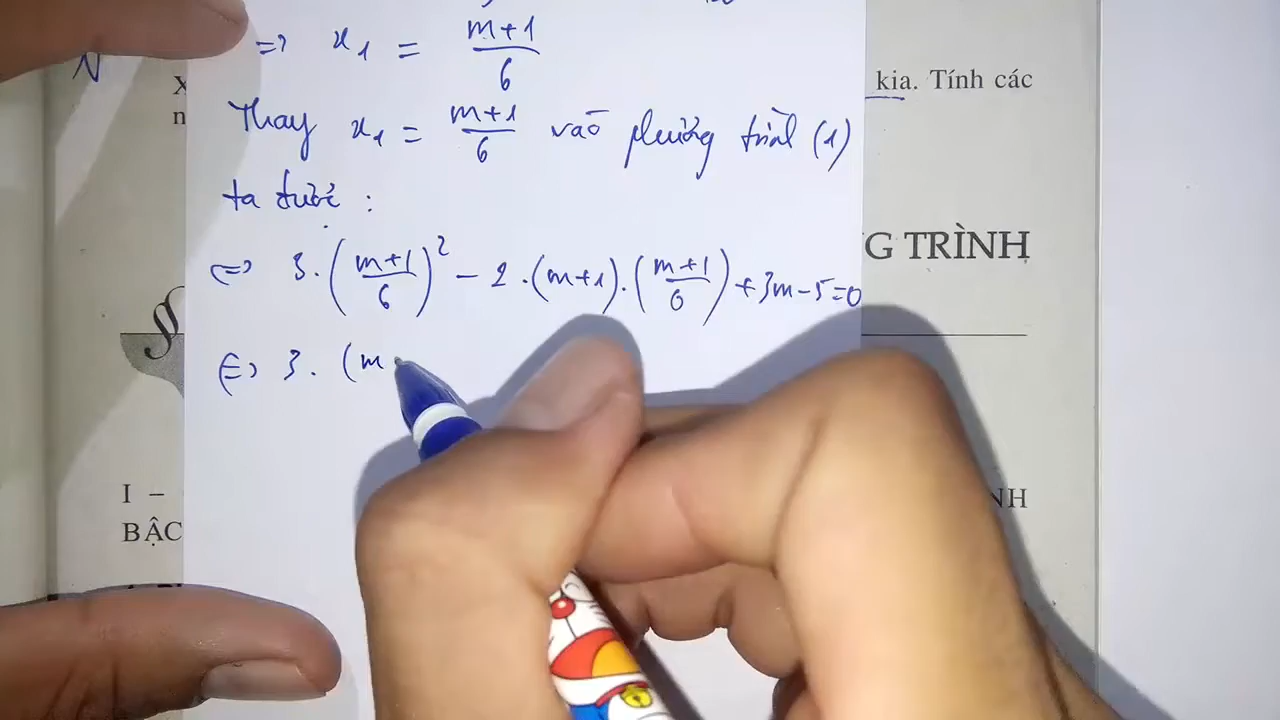 ⇒ x₁ = (m+1)/6
kia. Tính các
Thay x₁ = (m+1)/6 vào phương trình (1)
ta được :
G TRÌNH
⇔ 3.((m+1)/6)² − 2.(m+1).((m+1)/6) + 3m − 5 = 0
⇔ 3. (m
I –
NH
BẬC